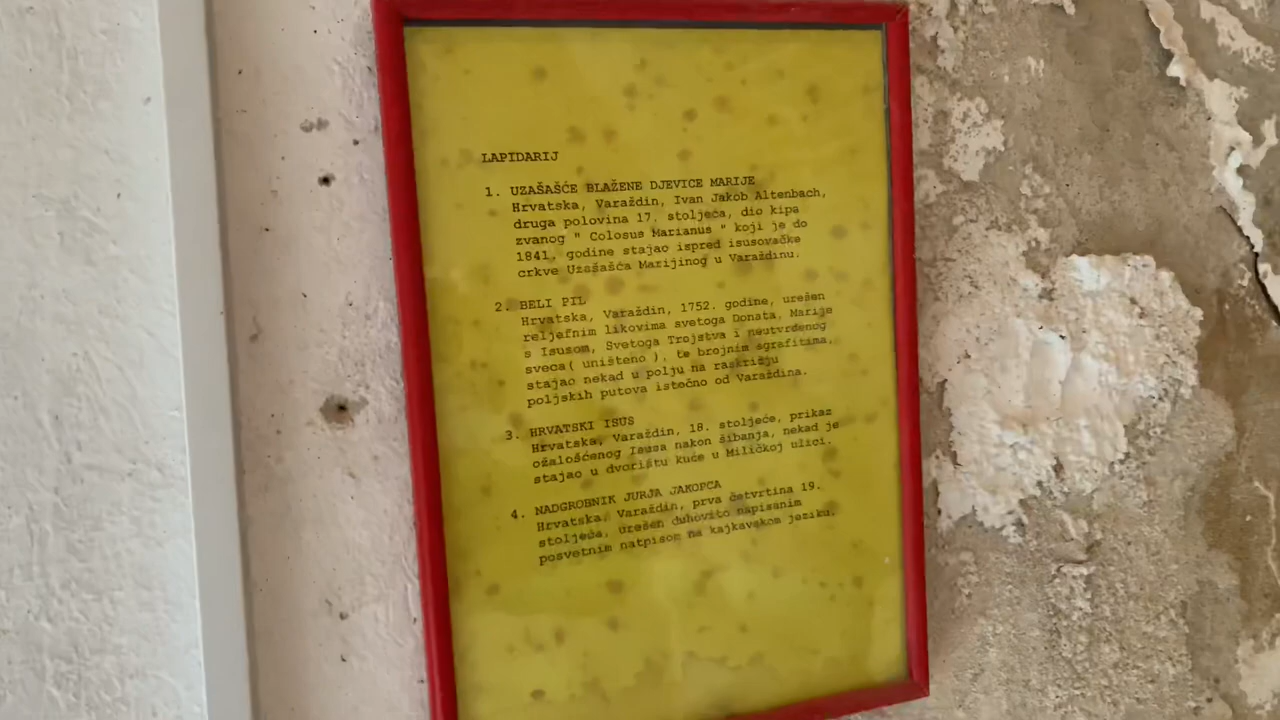 LAPIDARIJ
1. UZAŠAŠĆE BLAŽENE DJEVICE MARIJE
Hrvatska, Varaždin, Ivan Jakob Altenbach,
druga polovina 17. stoljeća, dio kipa
zvanog " Colosus Marianus " koji je do
1841. godine stajao ispred isusovačke
crkve Uzašašća Marijinog u Varaždinu.
2. BELI PIL
Hrvatska, Varaždin, 1752. godine, urešen
reljefnim likovima svetoga Donata, Marije
s Isusom, Svetoga Trojstva i neutvrđenog
sveca( uništeno ), te brojnim sgrafitima,
stajao nekad u polju na raskrižju
poljskih putova istočno od Varaždina.
3. HRVATSKI ISUS
Hrvatska, Varaždin, 18. stoljeće, prikaz
ožalošćenog Isusa nakon šibanja, nekad je
stajao u dvorištu kuće u Miličkoj ulici.
4. NADGROBNIK JURJA JAKOPCA
Hrvatska, Varaždin, prva četvrtina 19.
stoljeća, urešen duhovito napisanim
posvetnim natpisom na kajkavskom jeziku.